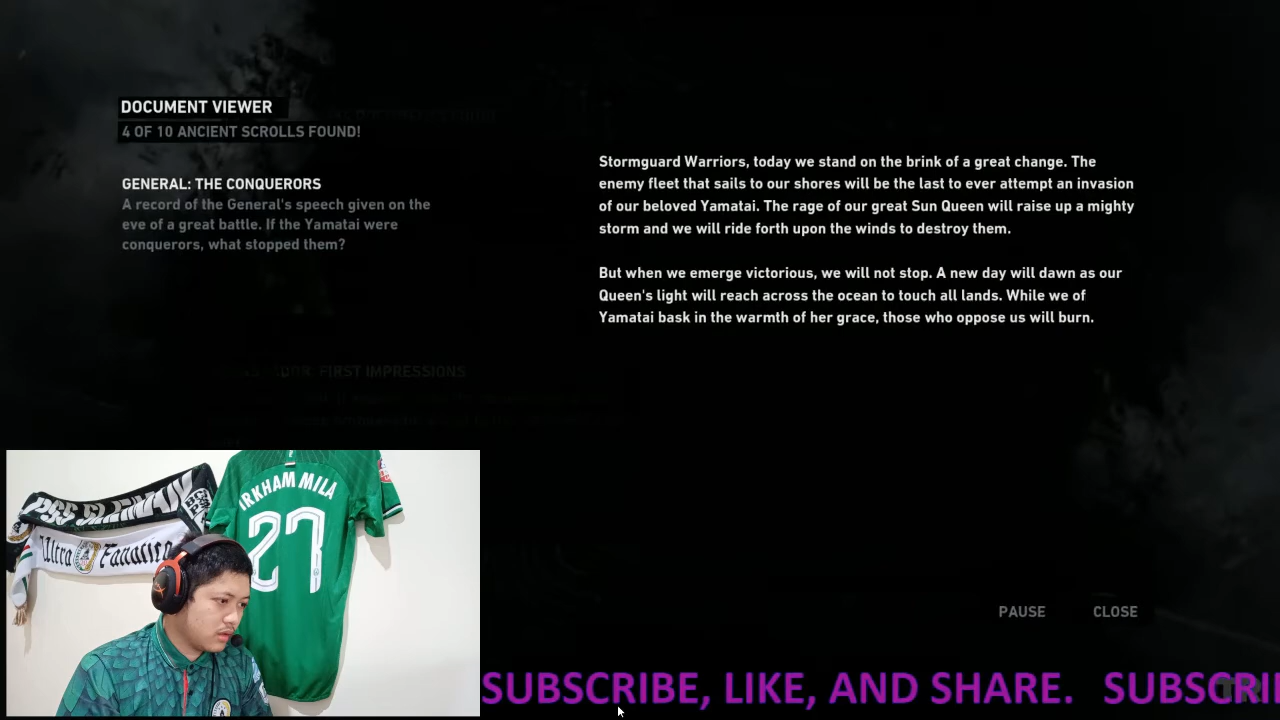 DOCUMENT VIEWER
4 OF 10 ANCIENT SCROLLS FOUND!
GENERAL: THE CONQUERORS
A record of the General's speech given on the
eve of a great battle. If the Yamatai were
conquerors, what stopped them?
Stormguard Warriors, today we stand on the brink of a great change. The
enemy fleet that sails to our shores will be the last to ever attempt an invasion
of our beloved Yamatai. The rage of our great Sun Queen will raise up a mighty
storm and we will ride forth upon the winds to destroy them.
But when we emerge victorious, we will not stop. A new day will dawn as our
Queen's light will reach across the ocean to touch all lands. While we of
Yamatai bask in the warmth of her grace, those who oppose us will burn.
FIRST IMPRESSIONS
PSS SLEMAN
Ultra Fanatica
IRKHAM MILA
27
PAUSE CLOSE
SUBSCRIBE, LIKE, AND SHARE. SUBSCRI